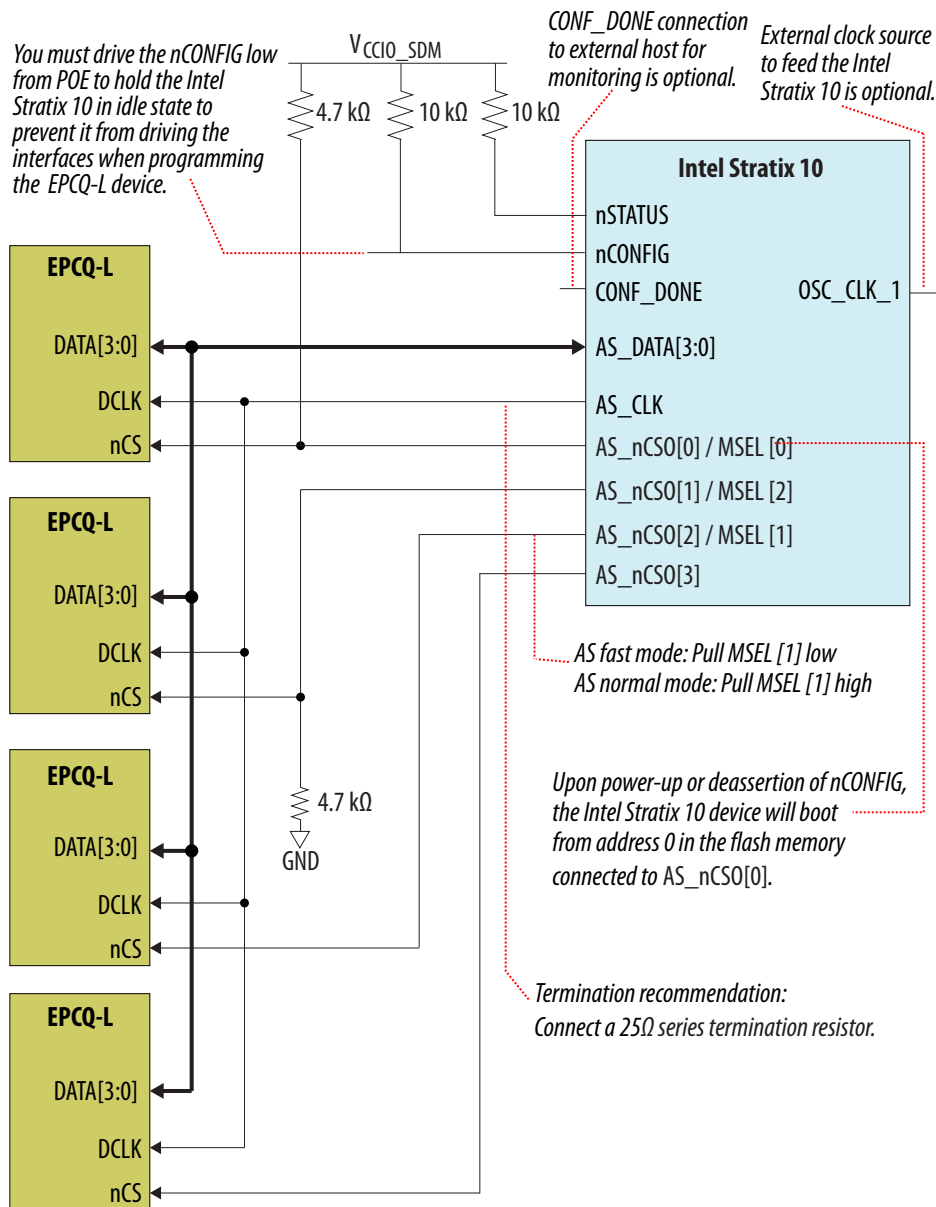 You must drive the nCONFIG low
from POE to hold the Intel
Stratix 10 in idle state to
prevent it from driving the
interfaces when programming
the EPCQ-L device.
VCCIO_SDM
4.7 kΩ
10 kΩ
10 kΩ
CONF_DONE connection
to external host for
monitoring is optional.
External clock source
to feed the Intel
Stratix 10 is optional.
Intel Stratix 10
nSTATUS
nCONFIG
CONF_DONE
OSC_CLK_1
AS_DATA[3:0]
AS_CLK
AS_nCSO[0] / MSEL [0]
AS_nCSO[1] / MSEL [2]
AS_nCSO[2] / MSEL [1]
AS_nCSO[3]
EPCQ-L
DATA[3:0]
DCLK
nCS
EPCQ-L
DATA[3:0]
DCLK
nCS
4.7 kΩ
GND
AS fast mode: Pull MSEL [1] low
AS normal mode: Pull MSEL [1] high
EPCQ-L
DATA[3:0]
DCLK
nCS
Upon power-up or deassertion of nCONFIG,
the Intel Stratix 10 device will boot
from address 0 in the flash memory
connected to AS_nCSO[0].
EPCQ-L
DATA[3:0]
DCLK
nCS
Termination recommendation:
Connect a 25Ω series termination resistor.